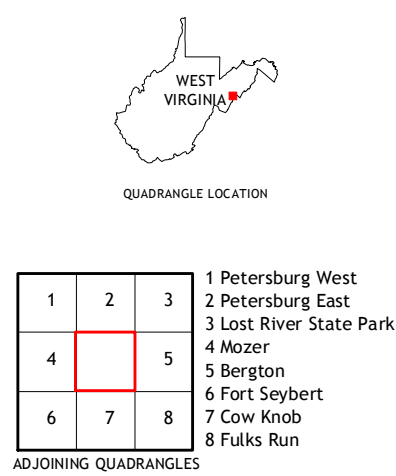 WEST
VIRGINIA
QUADRANGLE LOCATION
1 2 3
4 5
6 7 8
1 Petersburg West
2 Petersburg East
3 Lost River State Park
4 Mozer
5 Bergton
6 Fort Seybert
7 Cow Knob
8 Fulks Run
ADJOINING QUADRANGLES